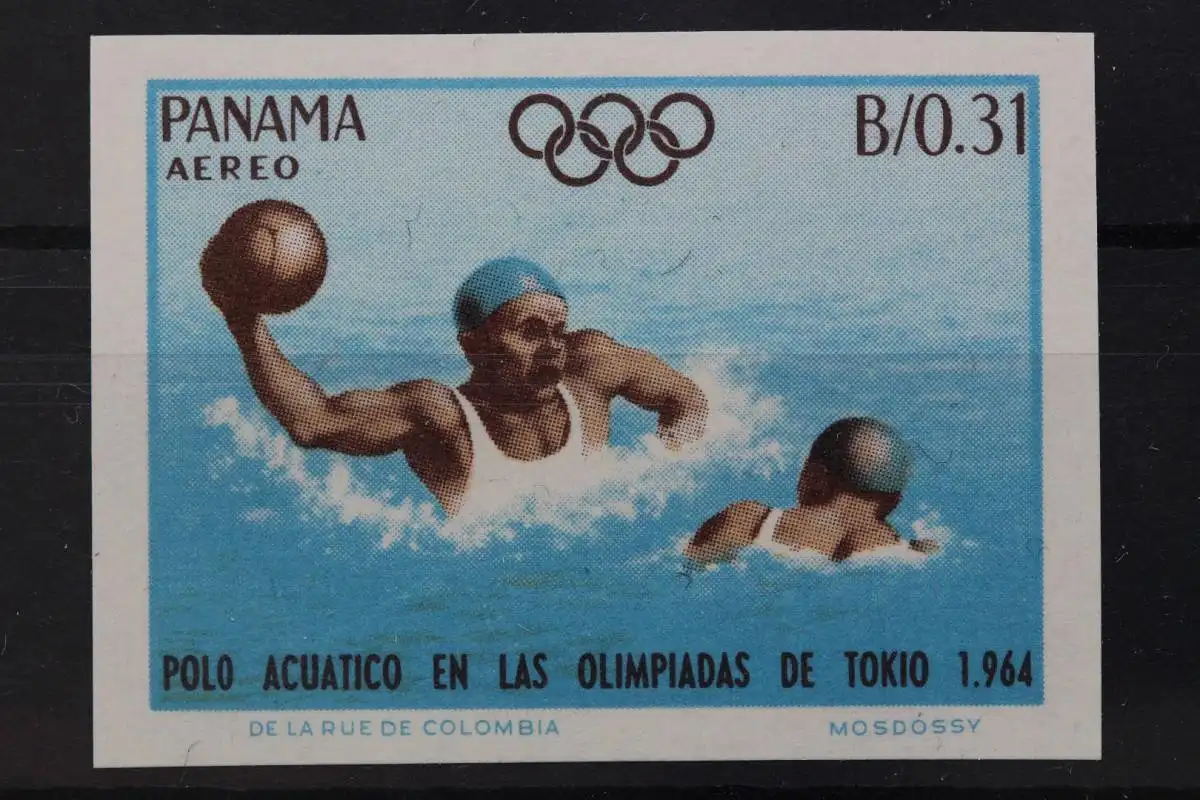 PANAMA
AEREO
B/0.31
POLO ACUATICO EN LAS OLIMPIADAS DE TOKIO 1.964
DE LA RUE DE COLOMBIA
MOSDÓSSY